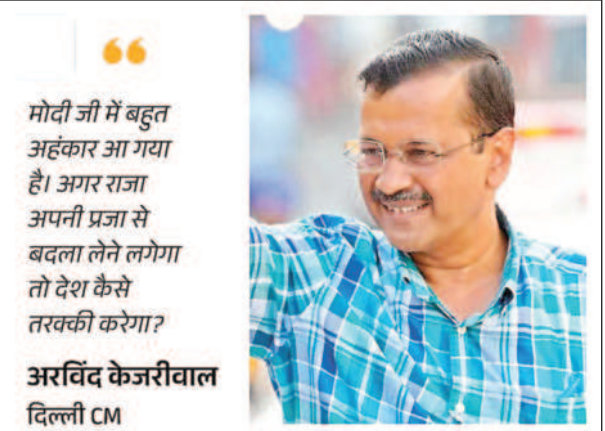 मोदी जी में बहुत
अहंकार आ गया
है। अगर राजा
अपनी प्रजा से
बदला लेने लगेगा
तो देश कैसे
तरक्की करेगा?
अरविंद केजरीवाल
दिल्ली CM